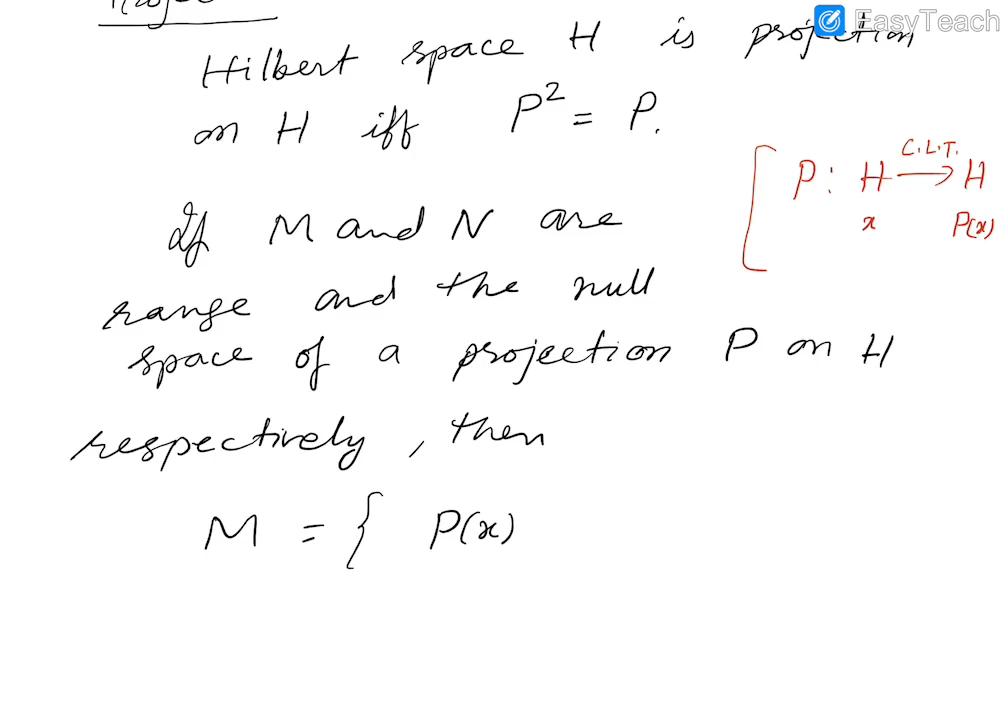 EasyTeach
Hilbert space H is projection
on H iff P² = P.
P : H C.L.T.→ H
x P(x)
If M and N are
range and the null
space of a projection P on H
respectively, then
M = { P(x)